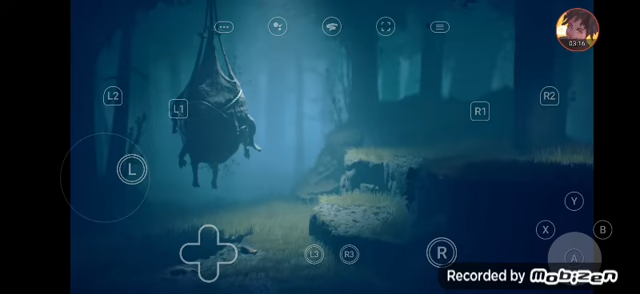 03:16
L2
L1
R1
R2
L
Y
X
B
L3
R3
R
A
Recorded by Mobizen